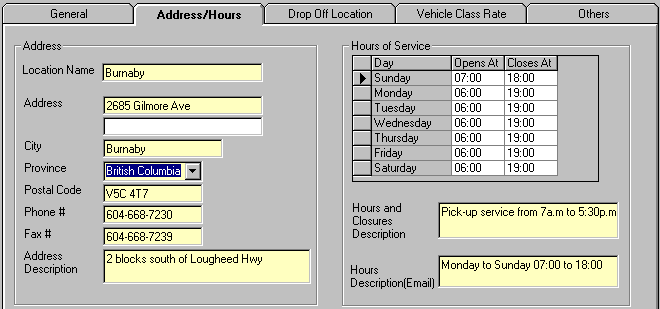 General Address/Hours Drop Off Location Vehicle Class Rate Others
Address
Location Name Burnaby
Address 2685 Gilmore Ave
City Burnaby
Province British Columbia
Postal Code V5C 4T7
Phone # 604-668-7230
Fax # 604-668-7239
Address Description 2 blocks south of Lougheed Hwy
Hours of Service
Day Opens At Closes At
Sunday 07:00 18:00
Monday 06:00 19:00
Tuesday 06:00 19:00
Wednesday 06:00 19:00
Thursday 06:00 19:00
Friday 06:00 19:00
Saturday 06:00 19:00
Hours and Closures Description Pick-up service from 7a.m to 5:30p.m
Hours Description(Email) Monday to Sunday 07:00 to 18:00